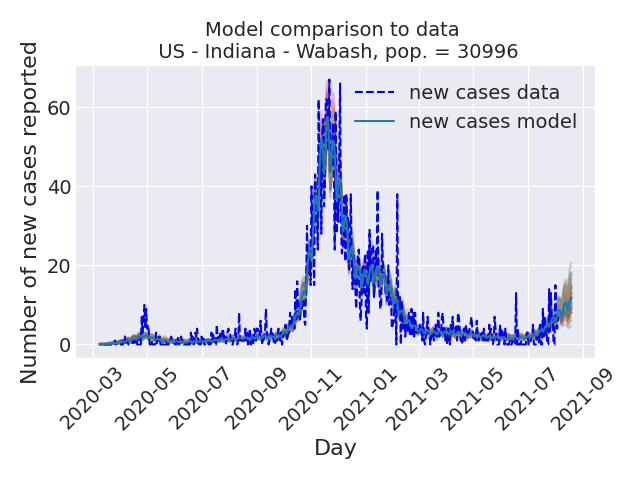 Model comparison to data
US - Indiana - Wabash, pop. = 30996
Number of new cases reported
60
40
20
0
new cases data
new cases model
2020-03
2020-05
2020-07
2020-09
2020-11
2021-01
2021-03
2021-05
2021-07
2021-09
Day